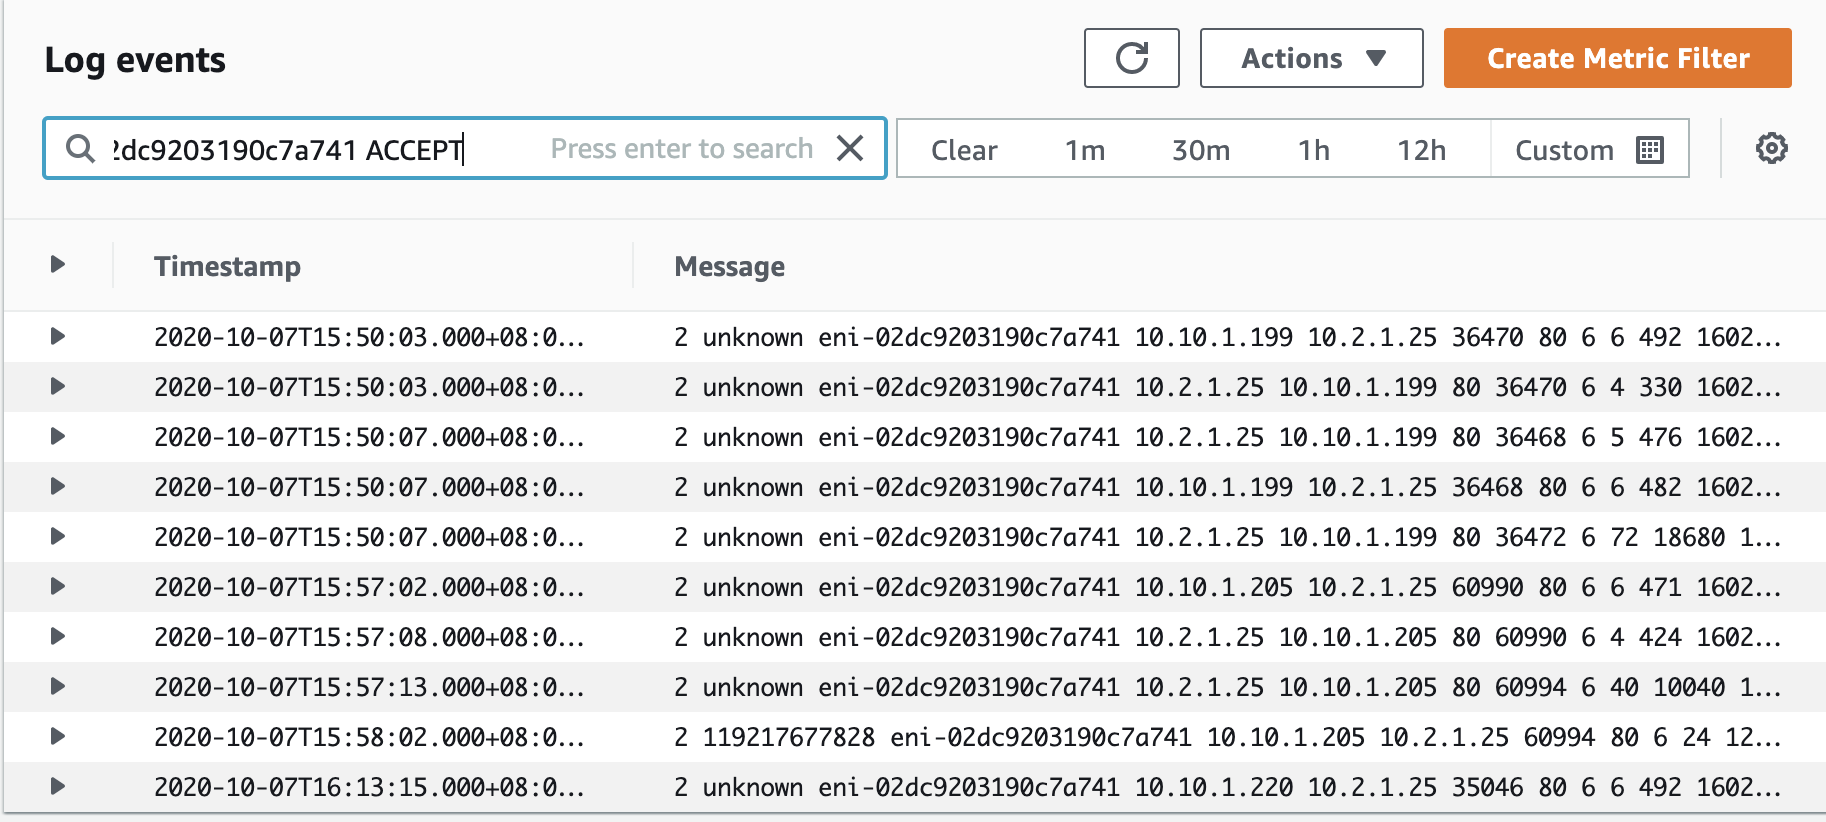 Log events
Actions
Create Metric Filter
2dc9203190c7a741 ACCEPT Press enter to search
Clear 1m 30m 1h 12h Custom
Timestamp Message
2020-10-07T15:50:03.000+08:0... 2 unknown eni-02dc9203190c7a741 10.10.1.199 10.2.1.25 36470 80 6 6 492 1602...
2020-10-07T15:50:03.000+08:0... 2 unknown eni-02dc9203190c7a741 10.2.1.25 10.10.1.199 80 36470 6 4 330 1602...
2020-10-07T15:50:07.000+08:0... 2 unknown eni-02dc9203190c7a741 10.2.1.25 10.10.1.199 80 36468 6 5 476 1602...
2020-10-07T15:50:07.000+08:0... 2 unknown eni-02dc9203190c7a741 10.10.1.199 10.2.1.25 36468 80 6 6 482 1602...
2020-10-07T15:50:07.000+08:0... 2 unknown eni-02dc9203190c7a741 10.2.1.25 10.10.1.199 80 36472 6 72 18680 1...
2020-10-07T15:57:02.000+08:0... 2 unknown eni-02dc9203190c7a741 10.10.1.205 10.2.1.25 60990 80 6 6 471 1602...
2020-10-07T15:57:08.000+08:0... 2 unknown eni-02dc9203190c7a741 10.2.1.25 10.10.1.205 80 60990 6 4 424 1602...
2020-10-07T15:57:13.000+08:0... 2 unknown eni-02dc9203190c7a741 10.2.1.25 10.10.1.205 80 60994 6 40 10040 1...
2020-10-07T15:58:02.000+08:0... 2 119217677828 eni-02dc9203190c7a741 10.10.1.205 10.2.1.25 60994 80 6 24 12...
2020-10-07T16:13:15.000+08:0... 2 unknown eni-02dc9203190c7a741 10.10.1.220 10.2.1.25 35046 80 6 6 492 1602...